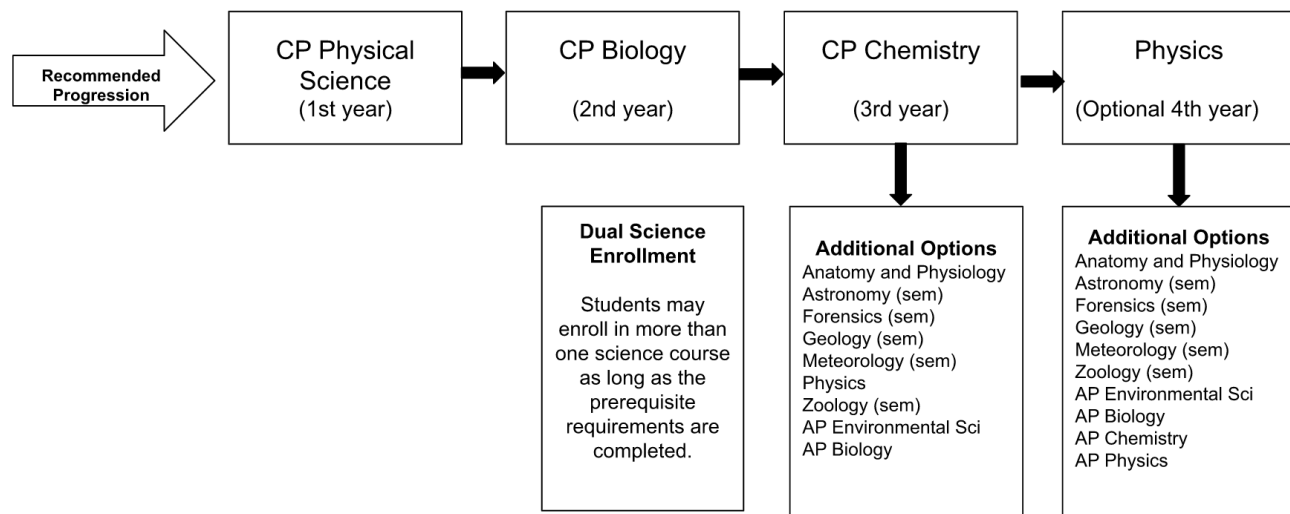 Recommended
Progression
CP Physical
Science
(1st year)
CP Biology
(2nd year)
CP Chemistry
(3rd year)
Physics
(Optional 4th year)
Dual Science
Enrollment
Students may
enroll in more than
one science course
as long as the
prerequisite
requirements are
completed.
Additional Options
Anatomy and Physiology
Astronomy (sem)
Forensics (sem)
Geology (sem)
Meteorology (sem)
Physics
Zoology (sem)
AP Environmental Sci
AP Biology
Additional Options
Anatomy and Physiology
Astronomy (sem)
Forensics (sem)
Geology (sem)
Meteorology (sem)
Zoology (sem)
AP Environmental Sci
AP Biology
AP Chemistry
AP Physics